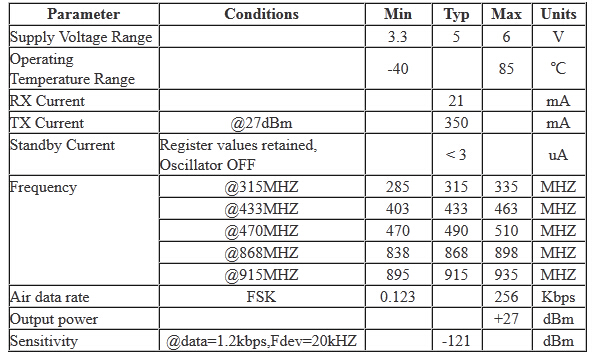 Parameter Conditions Min Typ Max Units
Supply Voltage Range 3.3 5 6 V
Operating
Temperature Range -40 85 ℃
RX Current 21 mA
TX Current @27dBm 350 mA
Standby Current Register values retained,
Oscillator OFF < 3 uA
Frequency @315MHZ 285 315 335 MHZ
@433MHZ 403 433 463 MHZ
@470MHZ 470 490 510 MHZ
@868MHZ 838 868 898 MHZ
@915MHZ 895 915 935 MHZ
Air data rate FSK 0.123 256 Kbps
Output power +27 dBm
Sensitivity @data=1.2kbps,Fdev=20kHZ -121 dBm